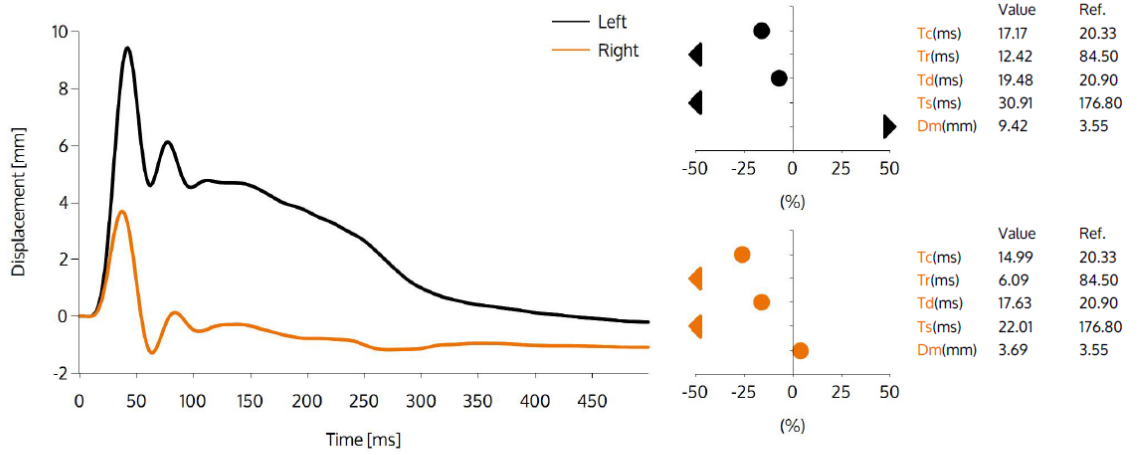 Left
Right
Displacement [mm]
10
8
6
4
2
0
-2
0 50 100 150 200 250 300 350 400 450
Time [ms]
-50 -25 0 25 50
(%)
Value Ref.
Tc(ms) 17.17 20.33
Tr(ms) 12.42 84.50
Td(ms) 19.48 20.90
Ts(ms) 30.91 176.80
Dm(mm) 9.42 3.55
-50 -25 0 25 50
(%)
Value Ref.
Tc(ms) 14.99 20.33
Tr(ms) 6.09 84.50
Td(ms) 17.63 20.90
Ts(ms) 22.01 176.80
Dm(mm) 3.69 3.55